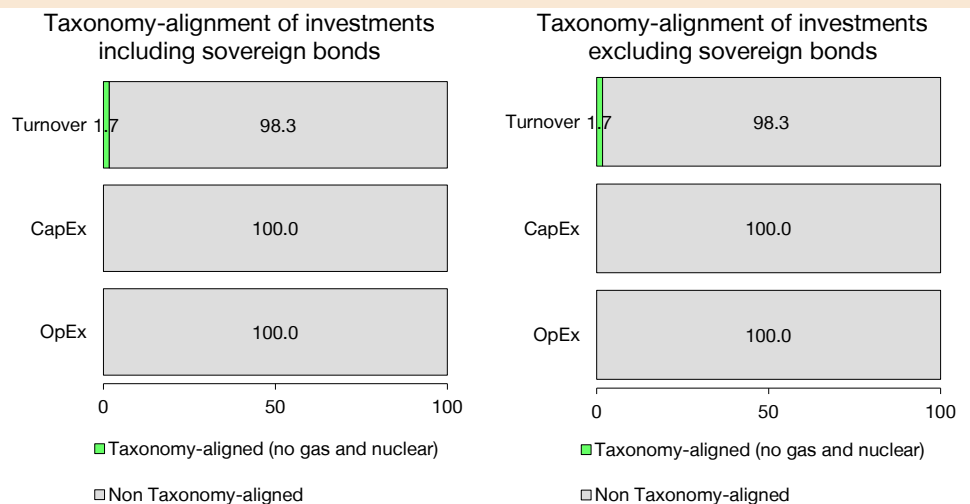 Taxonomy-alignment of investments
including sovereign bonds
Turnover 1.7 98.3
CapEx 100.0
OpEx 100.0
0 50 100
Taxonomy-aligned (no gas and nuclear)
Non Taxonomy-aligned
Taxonomy-alignment of investments
excluding sovereign bonds
Turnover 1.7 98.3
CapEx 100.0
OpEx 100.0
0 50 100
Taxonomy-aligned (no gas and nuclear)
Non Taxonomy-aligned